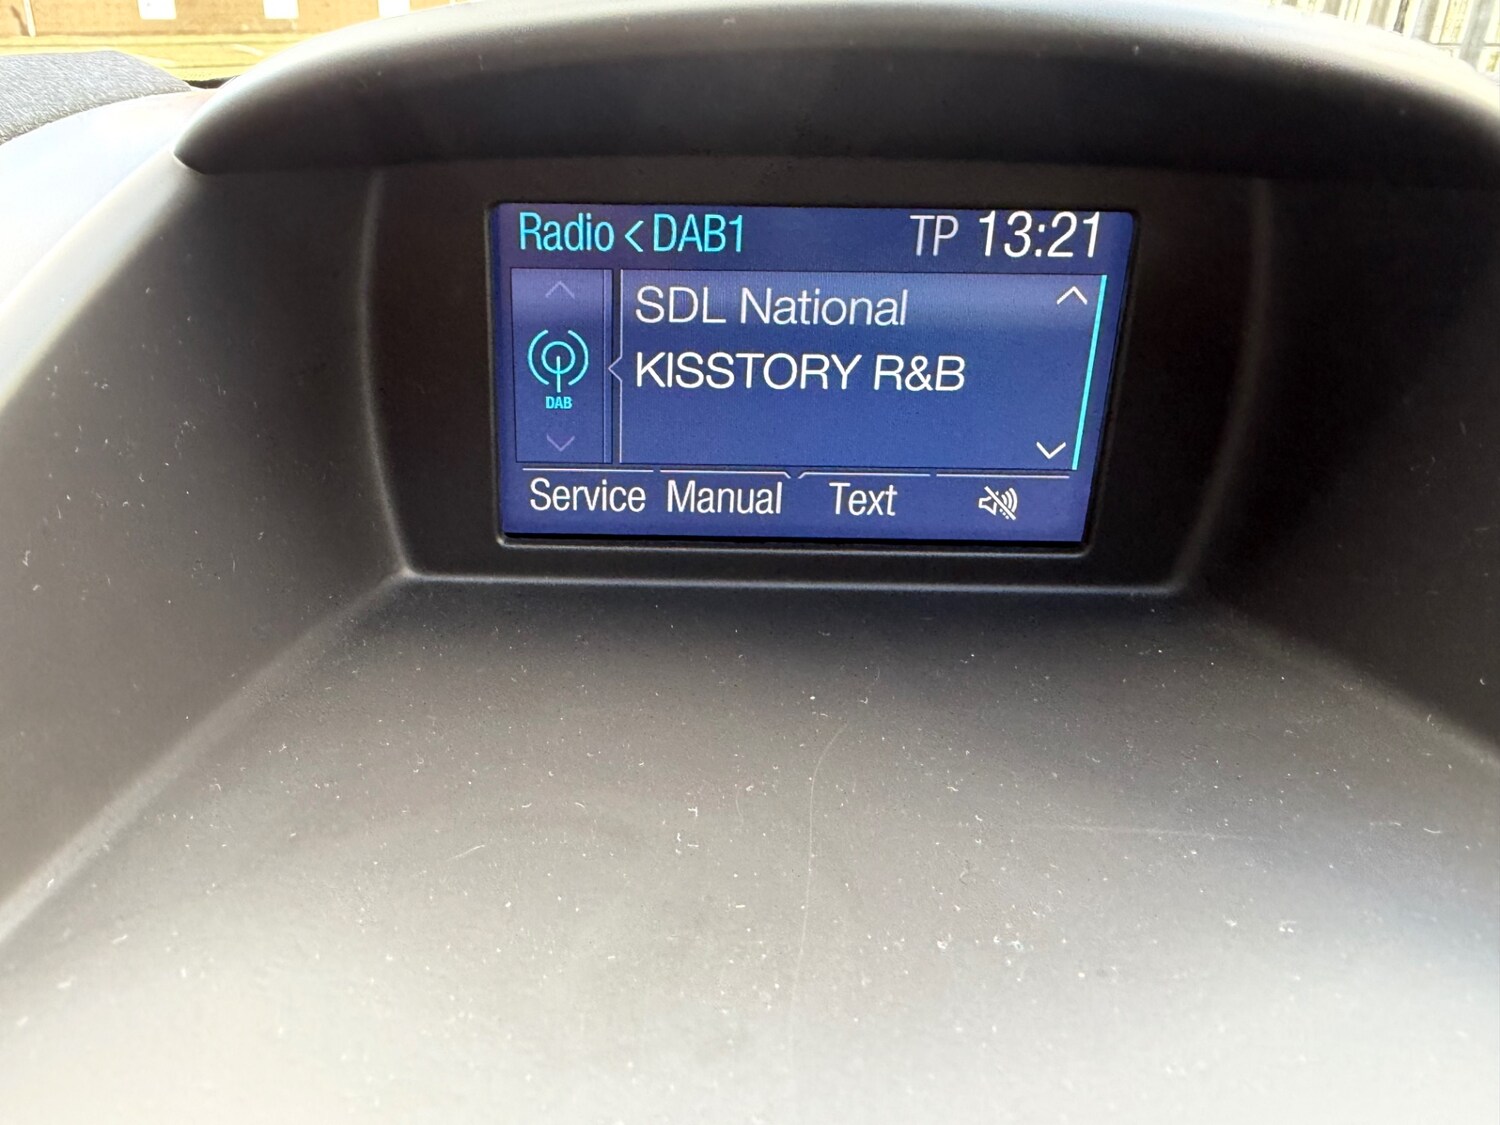 Radio < DAB1 TP 13:21
SDL National
DAB KISSTORY R&B
Service Manual Text